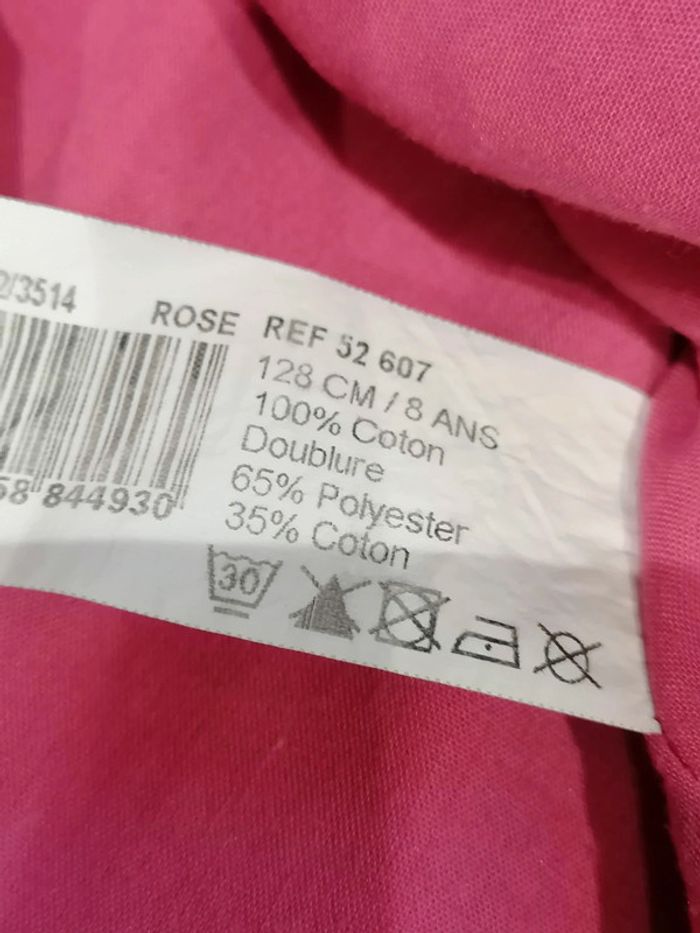 2/3514
ROSE REF 52 607
128 CM / 8 ANS
100% Coton
Doublure
65% Polyester
35% Coton
58 844930
30